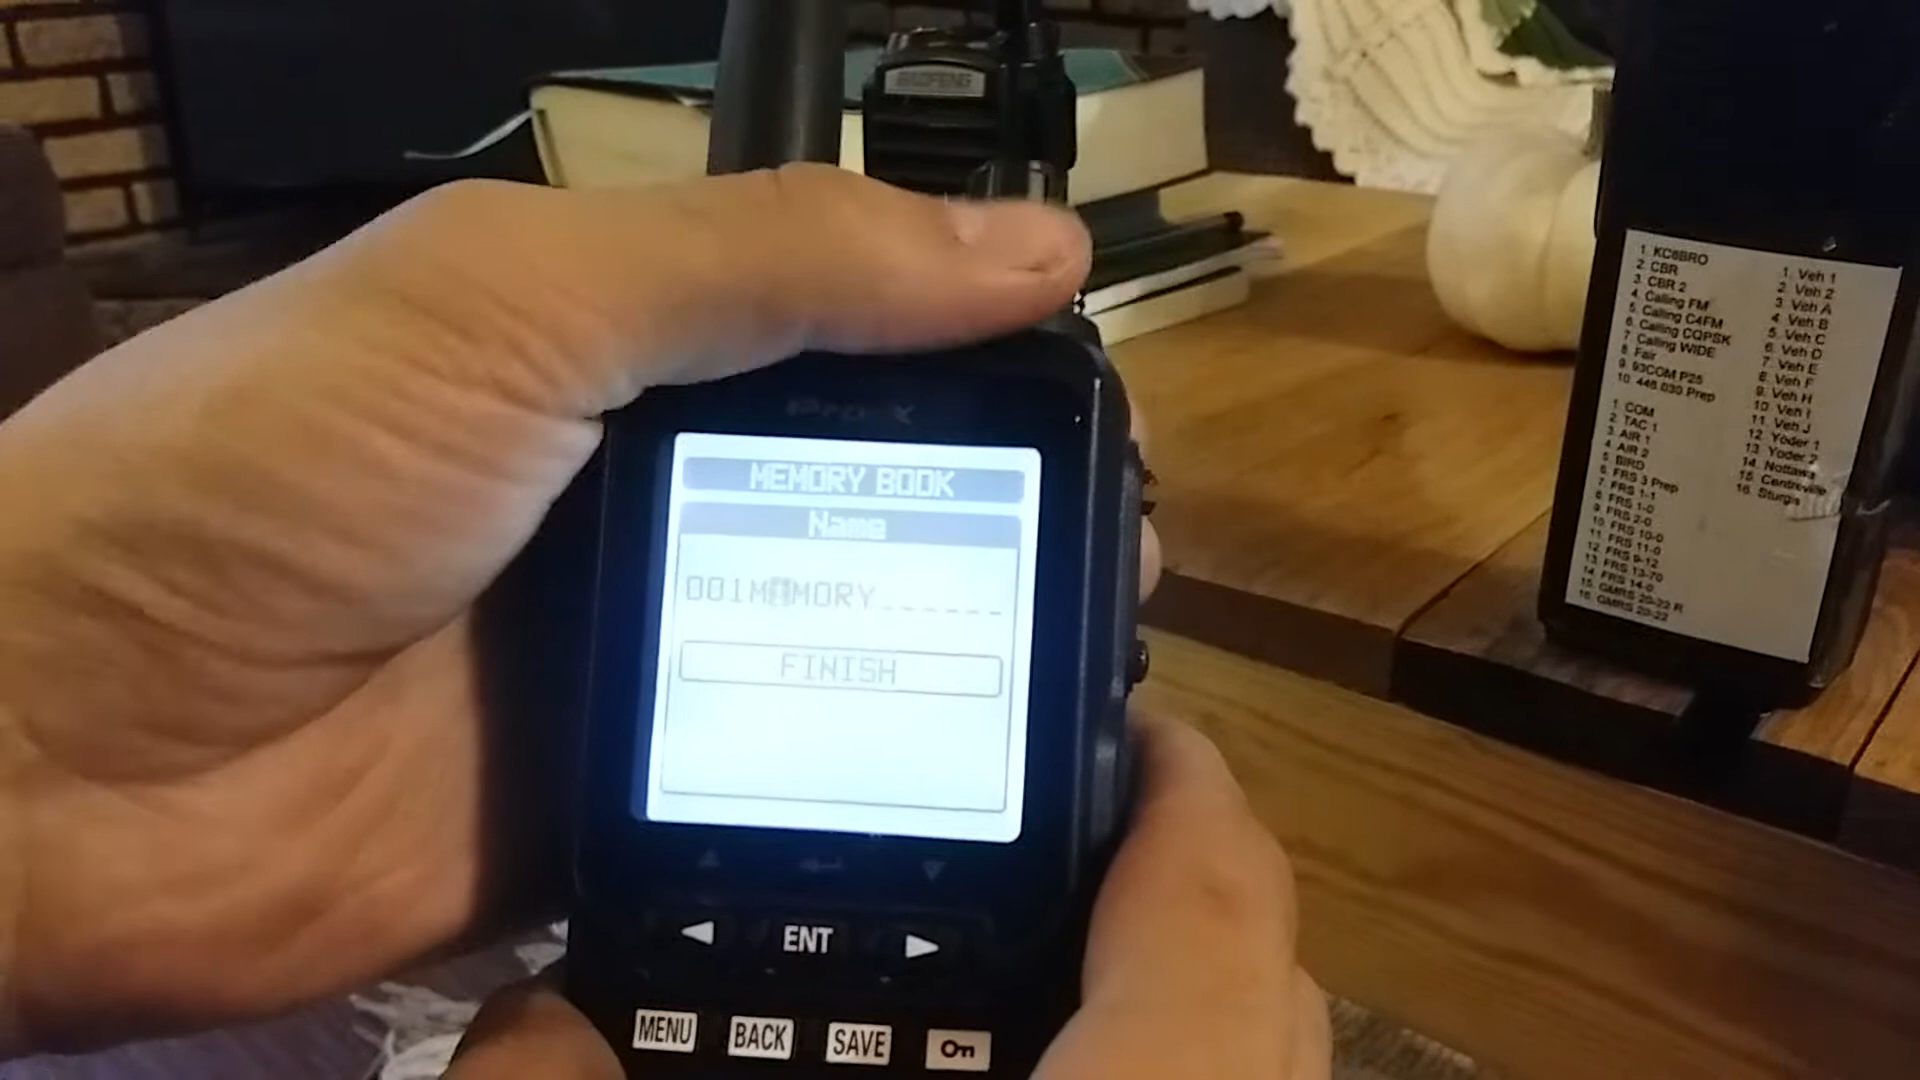 BAOFENG
Pro-X
MEMORY BOOK
Name
001M MORY______
FINISH
ENT
MENU
BACK
SAVE
1. KC8BRO
2. CBR
3. CBR 2
4. Calling FM
5. Calling C4FM
6. Calling CQPSK
7. Calling WIDE
8. Fair
9. 93COM P25
10. 446.030 Prep
1. COM
2. TAC 1
3. AIR 1
4. AIR 2
5. BIRD
6. FRS 3 Prep
7. FRS 1-1
8. FRS 1-0
9. FRS 2-0
10. FRS 10-0
11. FRS 11-0
12. FRS 9-12
13. FRS 13-70
14. FRS 14-0
15. GMRS 20-22 R
16. GMRS 20-22
1. Veh 1
2. Veh 2
3. Veh A
4. Veh B
5. Veh C
6. Veh D
7. Veh E
8. Veh F
9. Veh H
10. Veh I
11. Veh J
12. Yoder 1
13. Yoder 2
14. Nottawa
15. Centreville
16. Sturgis